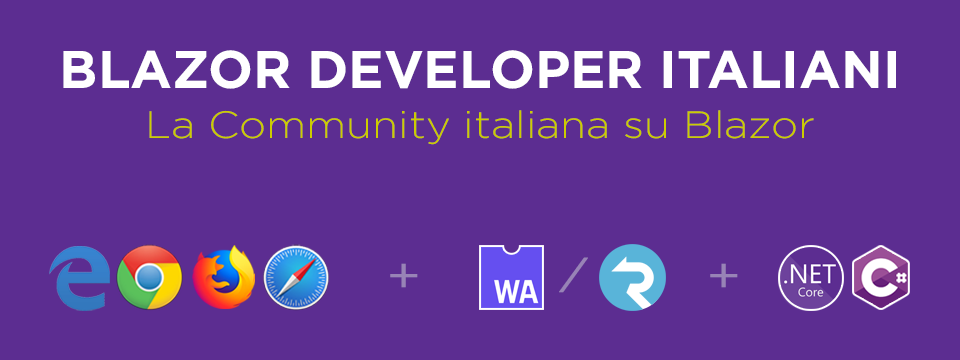 BLAZOR DEVELOPER ITALIANI
La Community italiana su Blazor
+ WA / + .NET Core C#